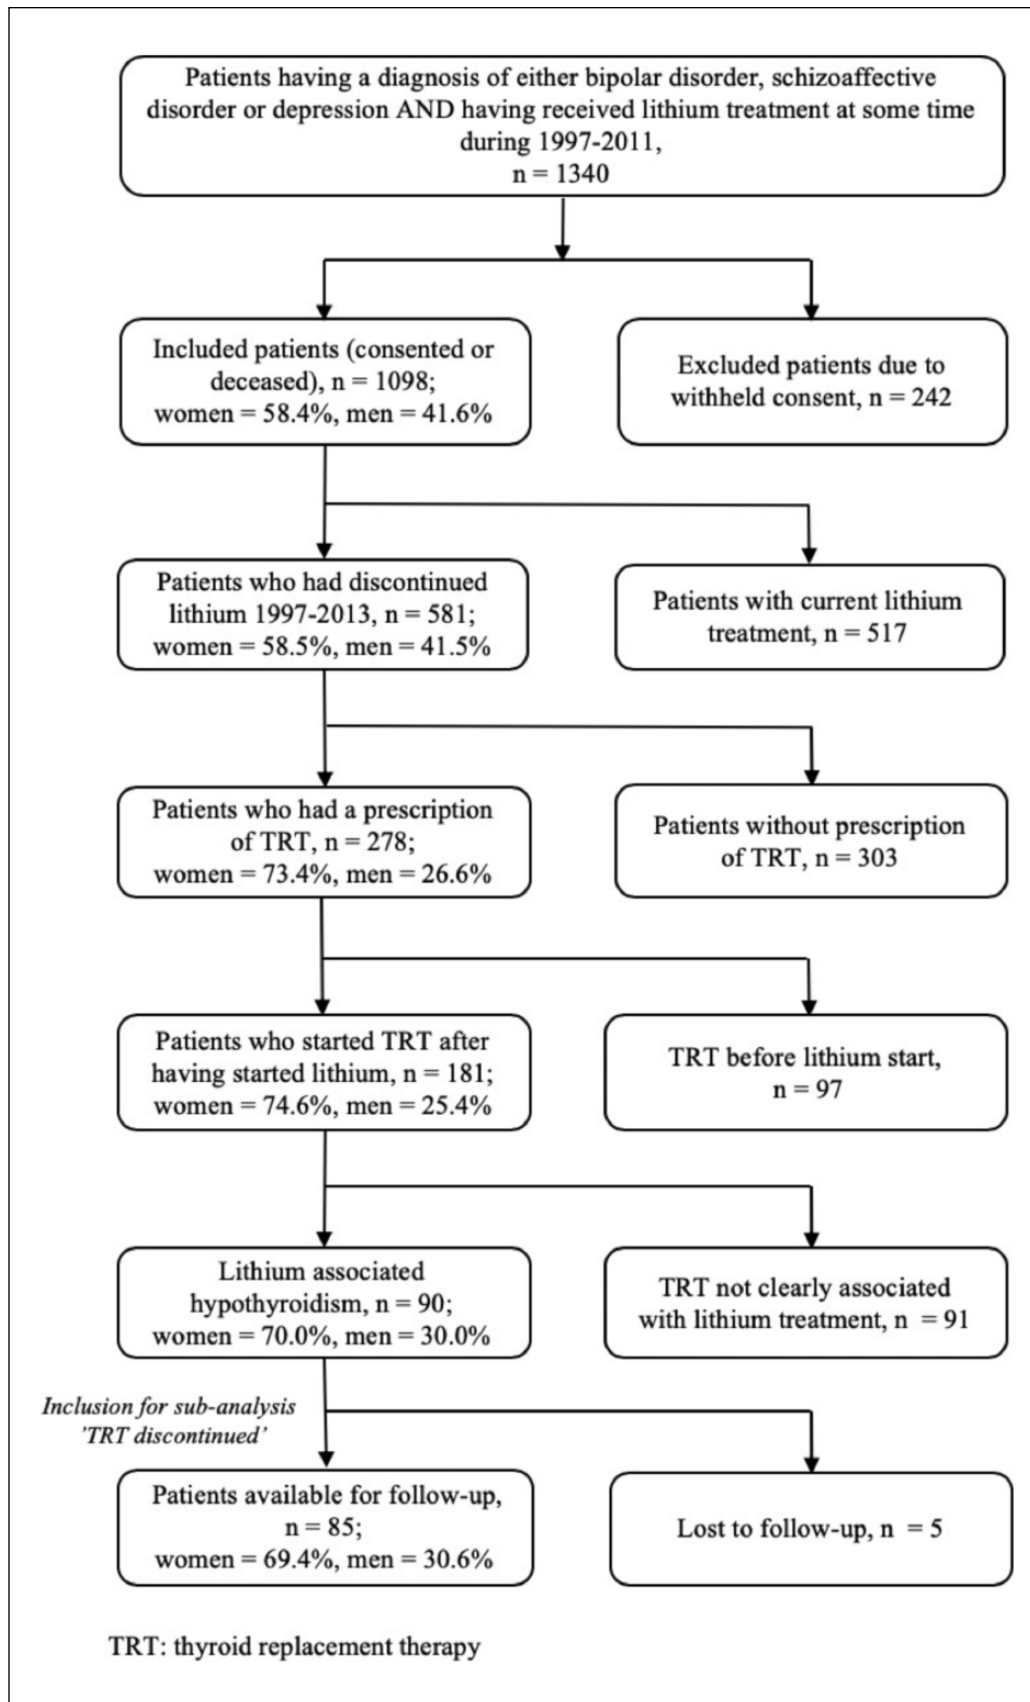 Patients having a diagnosis of either bipolar disorder, schizoaffective
disorder or depression AND having received lithium treatment at some time
during 1997-2011,
n = 1340
Included patients (consented or
deceased), n = 1098;
women = 58.4%, men = 41.6%
Excluded patients due to
withheld consent, n = 242
Patients who had discontinued
lithium 1997-2013, n = 581;
women = 58.5%, men = 41.5%
Patients with current lithium
treatment, n = 517
Patients who had a prescription
of TRT, n = 278;
women = 73.4%, men = 26.6%
Patients without prescription
of TRT, n = 303
Patients who started TRT after
having started lithium, n = 181;
women = 74.6%, men = 25.4%
TRT before lithium start,
n = 97
Lithium associated
hypothyroidism, n = 90;
women = 70.0%, men = 30.0%
TRT not clearly associated
with lithium treatment, n = 91
Inclusion for sub-analysis
'TRT discontinued'
Patients available for follow-up,
n = 85;
women = 69.4%, men = 30.6%
Lost to follow-up, n = 5
TRT: thyroid replacement therapy